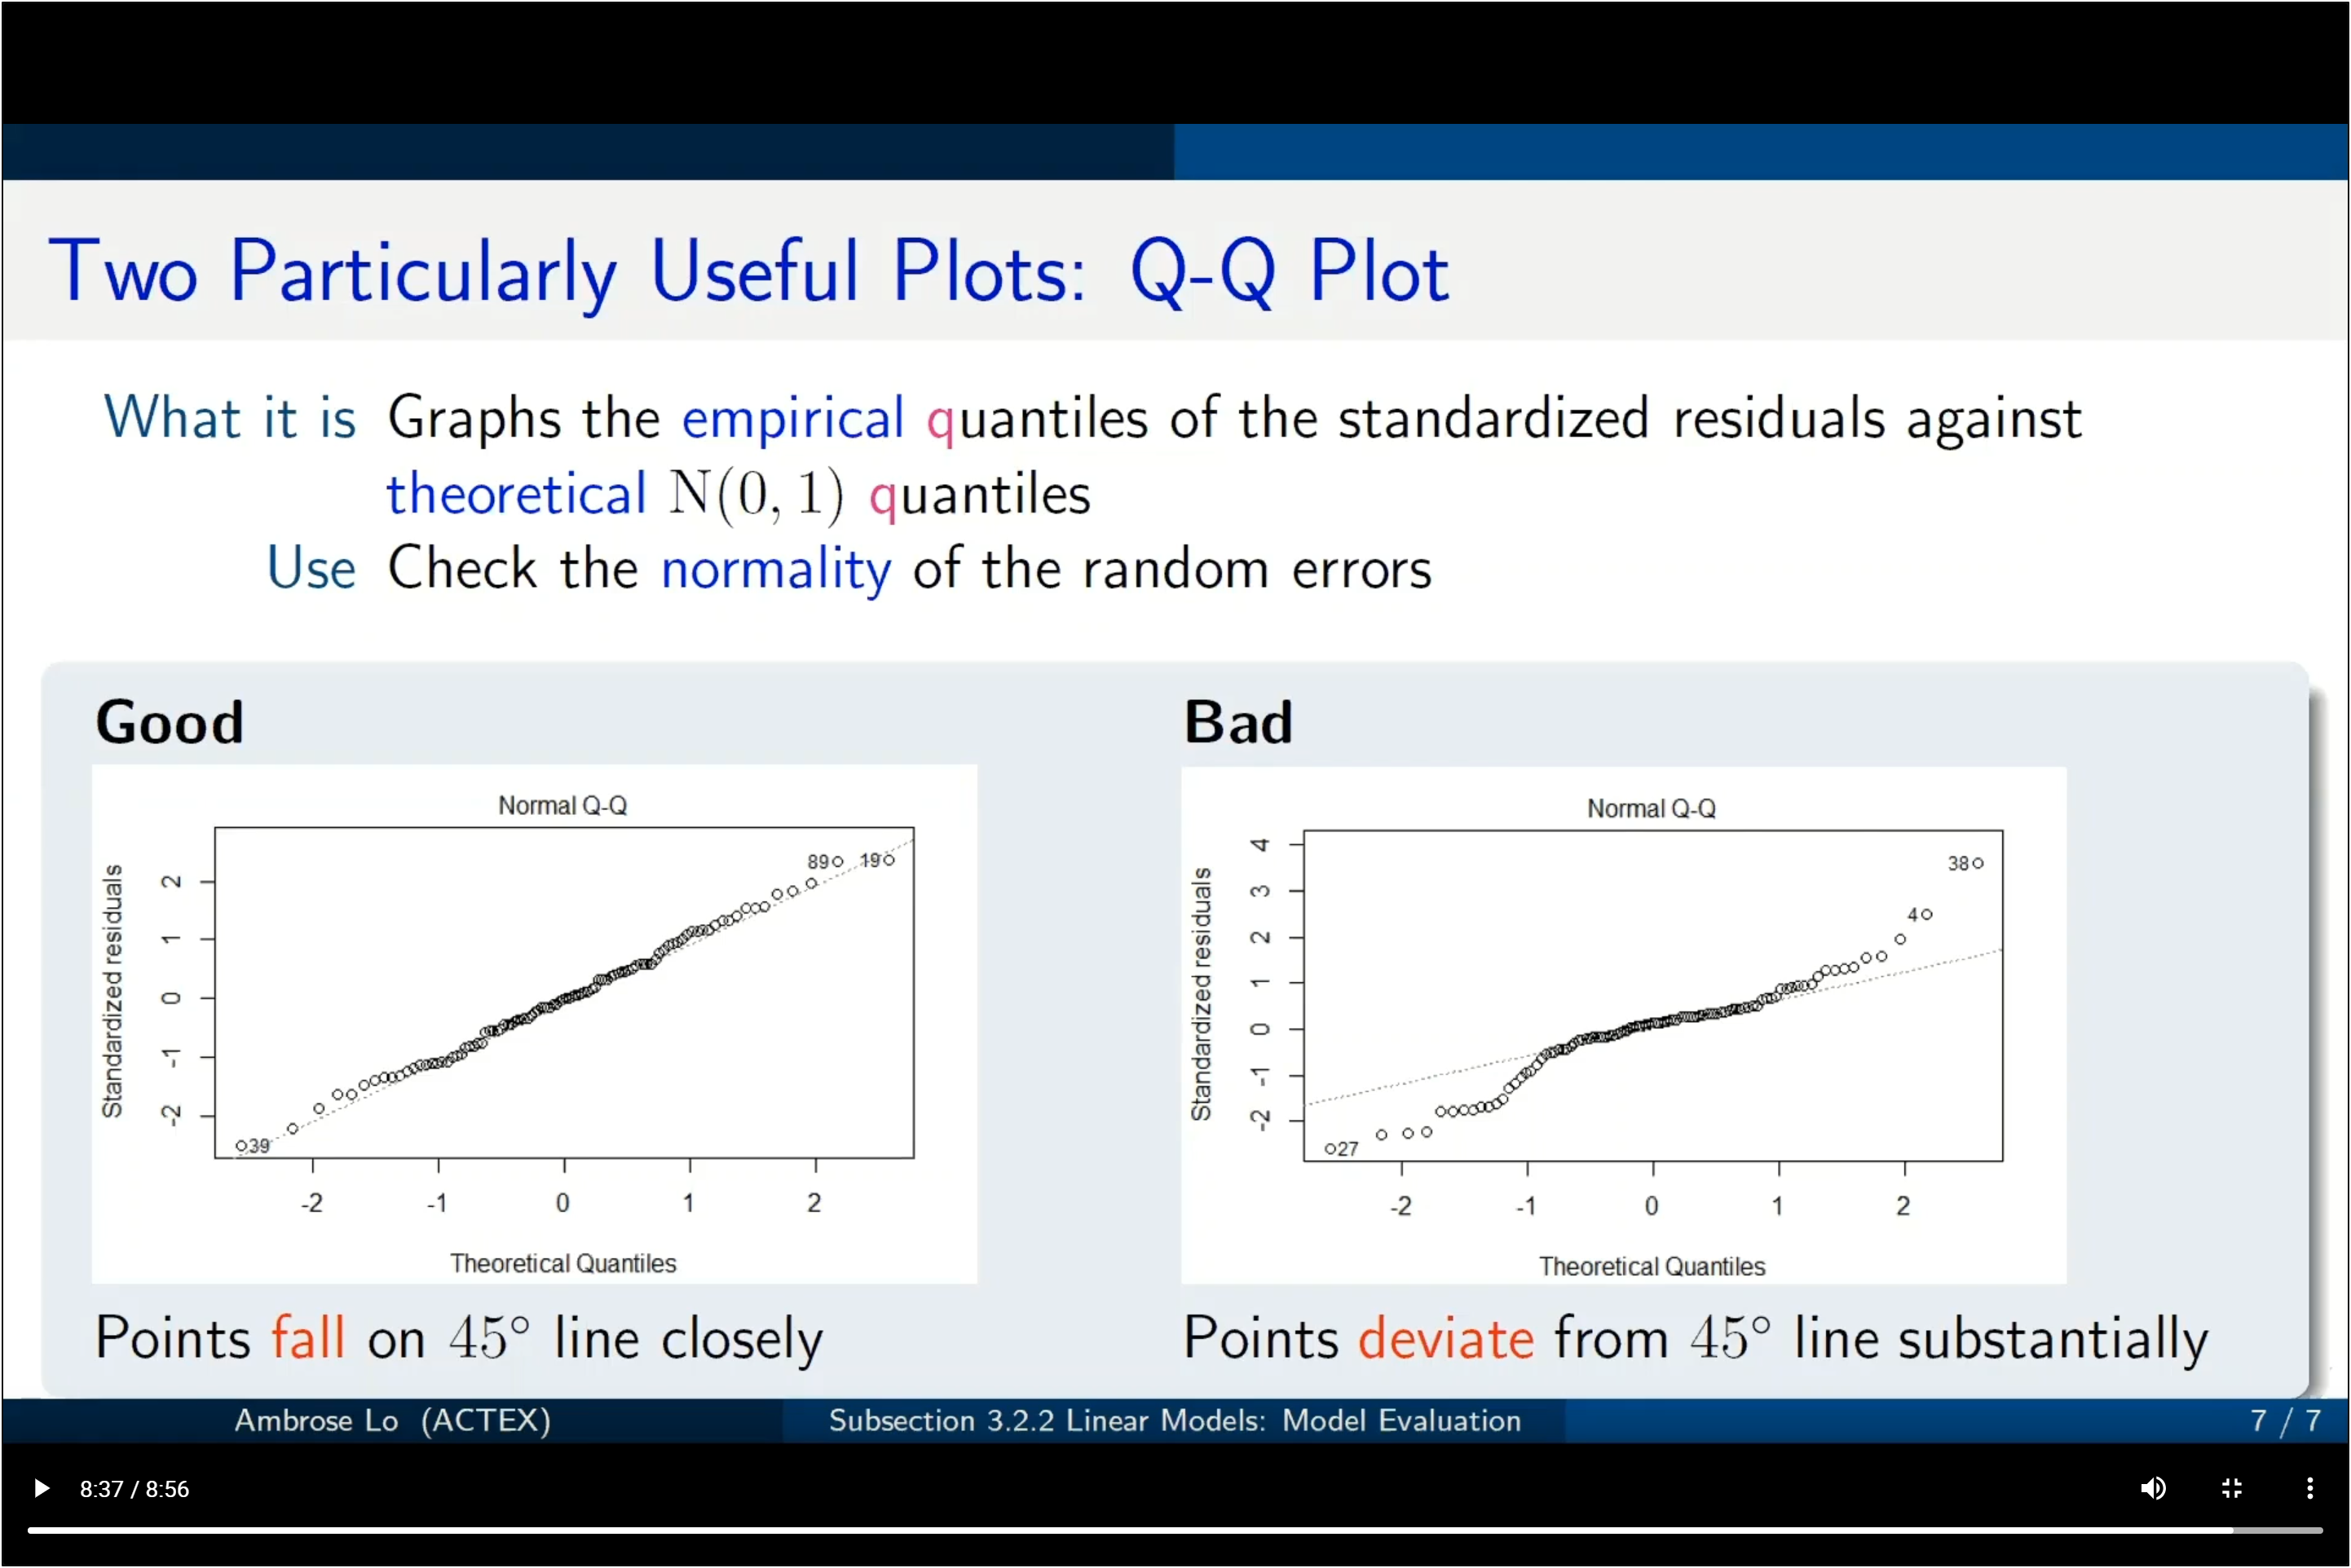 Two Particularly Useful Plots: Q-Q Plot
What it is Graphs the empirical quantiles of the standardized residuals against
theoretical N(0, 1) quantiles
Use Check the normality of the random errors
Good
Normal Q-Q
Standardized residuals
2
1
0
-1
-2
89
19
39
-2 -1 0 1 2
Theoretical Quantiles
Points fall on 45° line closely
Bad
Normal Q-Q
Standardized residuals
4
3
2
1
0
-1
-2
38
4
27
-2 -1 0 1 2
Theoretical Quantiles
Points deviate from 45° line substantially
Ambrose Lo (ACTEX) Subsection 3.2.2 Linear Models: Model Evaluation 7 / 7
8:37 / 8:56